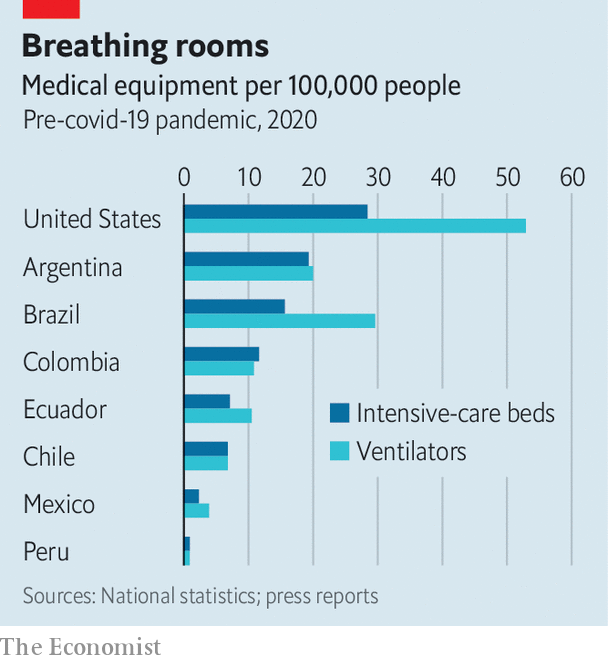 Breathing rooms
Medical equipment per 100,000 people
Pre-covid-19 pandemic, 2020
0 10 20 30 40 50 60
United States
Argentina
Brazil
Colombia
Ecuador
Chile
Mexico
Peru
Intensive-care beds
Ventilators
Sources: National statistics; press reports
The Economist